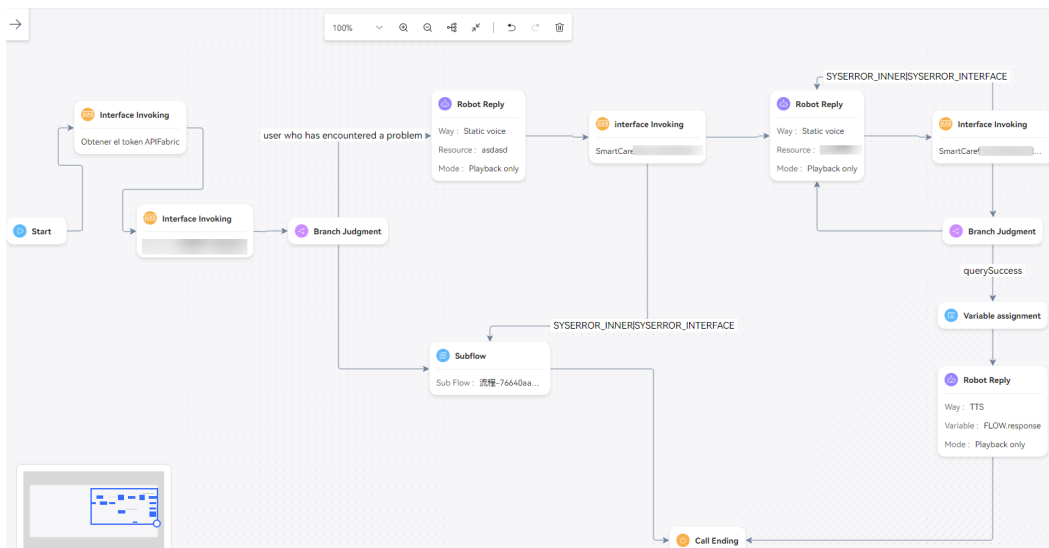 100%
SYSERROR_INNER|SYSERROR_INTERFACE
Interface Invoking
Obtener el token APIFabric
user who has encountered a problem
Robot Reply
Way : Static voice
Resource : asdasd
Mode : Playback only
interface Invoking
SmartCare
Robot Reply
Way : Static voice
Resource :
Mode : Playback only
Interface Invoking
SmartCare
...
Start
Interface Invoking
Branch Judgment
Branch Judgment
querySuccess
Variable assignment
SYSERROR_INNER|SYSERROR_INTERFACE
Subflow
Sub Flow : 流程-76640aa...
Robot Reply
Way : TTS
Variable : FLOW.response
Mode : Playback only
Call Ending